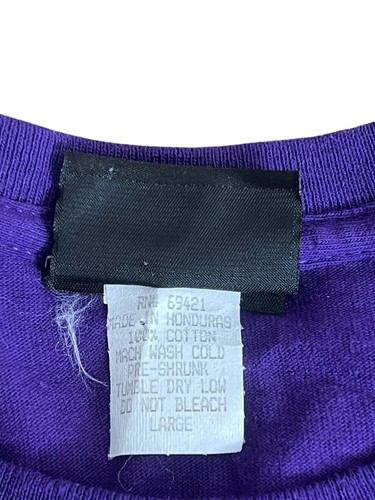 RN# 69421
MADE IN HONDURAS
100% COTTON
MACH WASH COLD
PRE-SHRUNK
TUMBLE DRY LOW
DO NOT BLEACH
LARGE